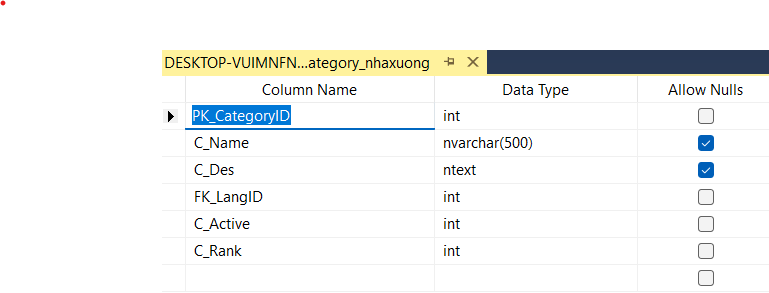 DESKTOP-VUIMNFN...ategory_nhaxuong
Column Name Data Type Allow Nulls
PK_CategoryID int
C_Name nvarchar(500)
C_Des ntext
FK_LangID int
C_Active int
C_Rank int